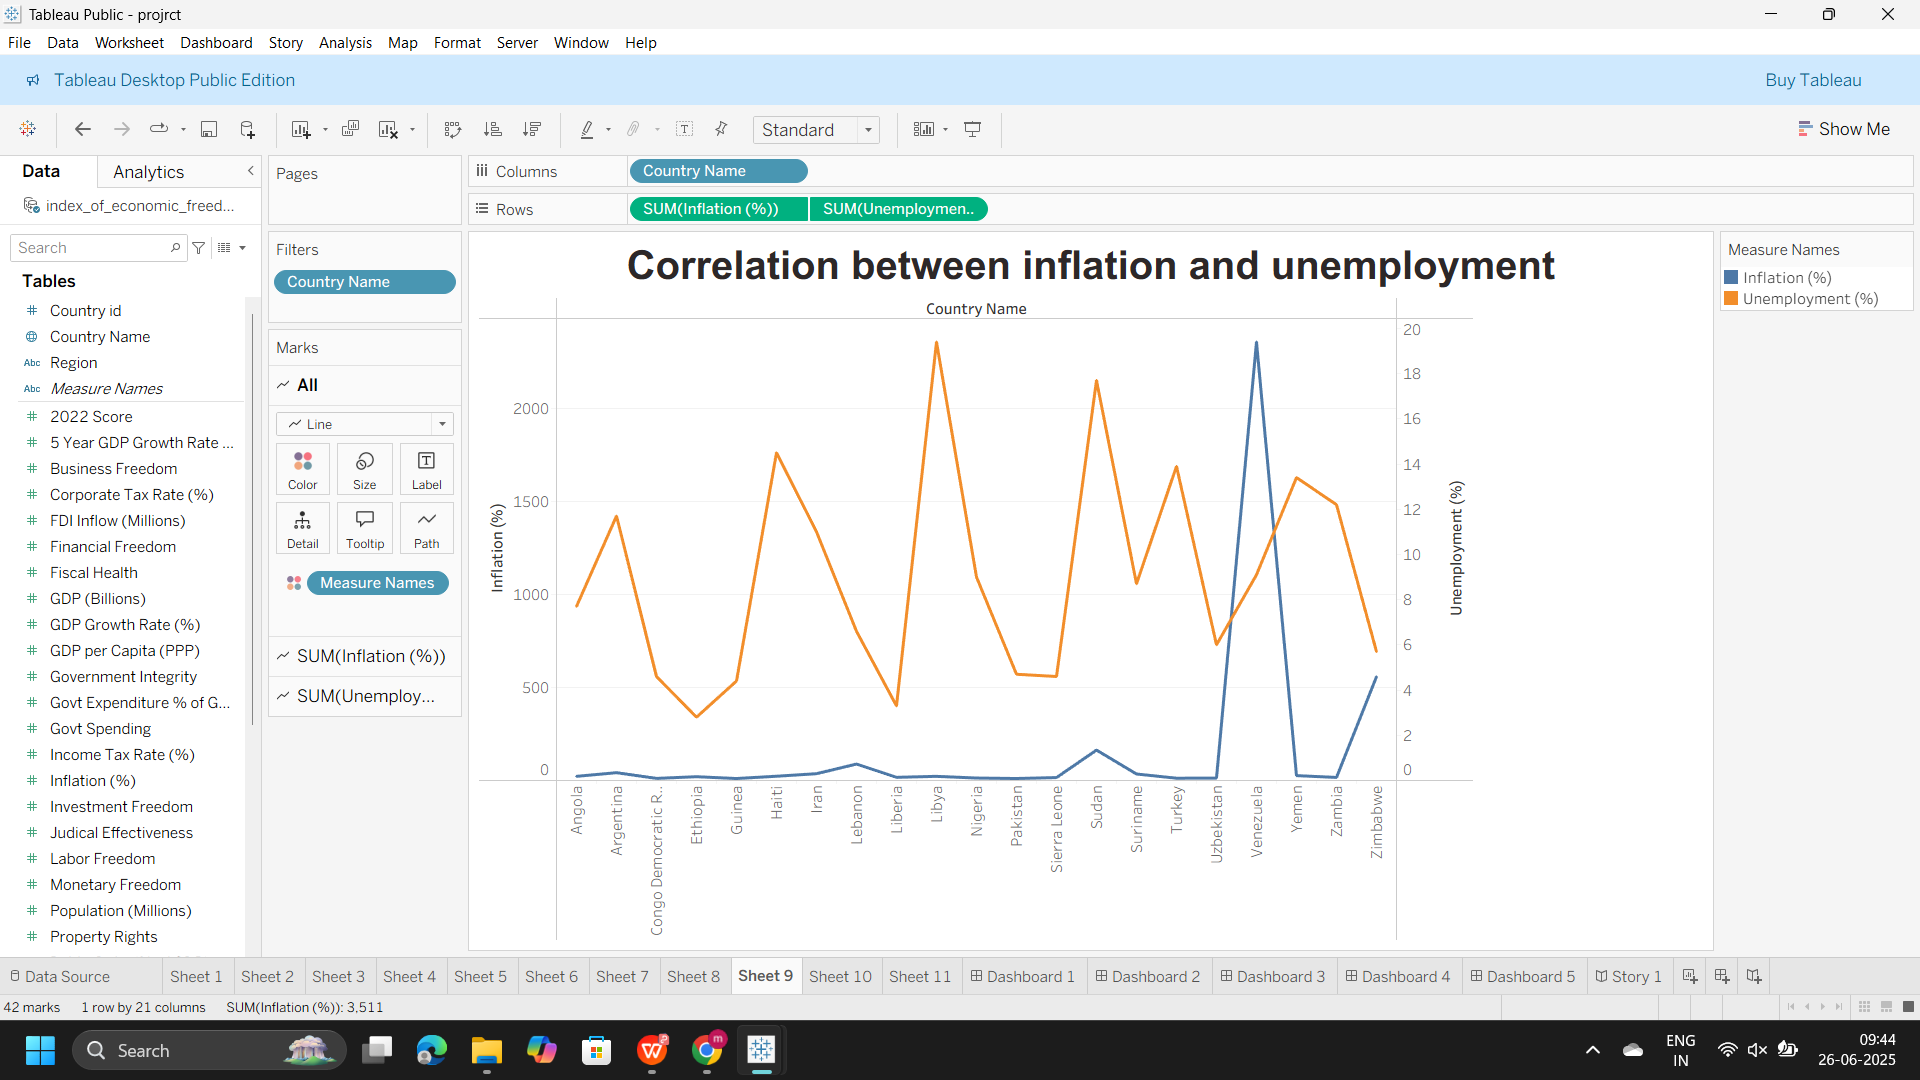 Tableau Public - projrct
File Data Worksheet Dashboard Story Analysis Map Format Server Window Help
Tableau Desktop Public Edition
Buy Tableau
Standard
Show Me
Data
Analytics
index_of_economic_freed...
Search
Tables
Country id
Country Name
Abc Region
Abc Measure Names
2022 Score
5 Year GDP Growth Rate ...
Business Freedom
Corporate Tax Rate (%)
FDI Inflow (Millions)
Financial Freedom
Fiscal Health
GDP (Billions)
GDP Growth Rate (%)
GDP per Capita (PPP)
Government Integrity
Govt Expenditure % of G...
Govt Spending
Income Tax Rate (%)
Inflation (%)
Investment Freedom
Judical Effectiveness
Labor Freedom
Monetary Freedom
Population (Millions)
Property Rights
Pages
Filters
Country Name
Marks
All
Line
Color
Size
Label
Detail
Tooltip
Path
Measure Names
SUM(Inflation (%))
SUM(Unemploy...
Columns
Country Name
Rows
SUM(Inflation (%))
SUM(Unemploymen..
Correlation between inflation and unemployment
Country Name
Inflation (%)
2000
1500
1000
500
0
20
18
16
14
12
10
8
6
4
2
0
Unemployment (%)
Angola
Argentina
Congo Democratic R..
Ethiopia
Guinea
Haiti
Iran
Lebanon
Liberia
Libya
Nigeria
Pakistan
Sierra Leone
Sudan
Suriname
Turkey
Uzbekistan
Venezuela
Yemen
Zambia
Zimbabwe
Measure Names
Inflation (%)
Unemployment (%)
Data Source
Sheet 1
Sheet 2
Sheet 3
Sheet 4
Sheet 5
Sheet 6
Sheet 7
Sheet 8
Sheet 9
Sheet 10
Sheet 11
Dashboard 1
Dashboard 2
Dashboard 3
Dashboard 4
Dashboard 5
Story 1
42 marks
1 row by 21 columns
SUM(Inflation (%)): 3,511
Search
m
ENG
IN
09:44
26-06-2025